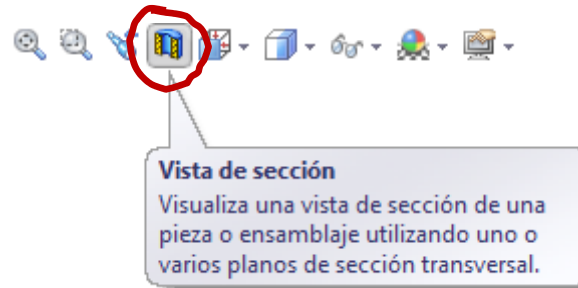 Vista de sección
Visualiza una vista de sección de una
pieza o ensamblaje utilizando uno o
varios planos de sección transversal.